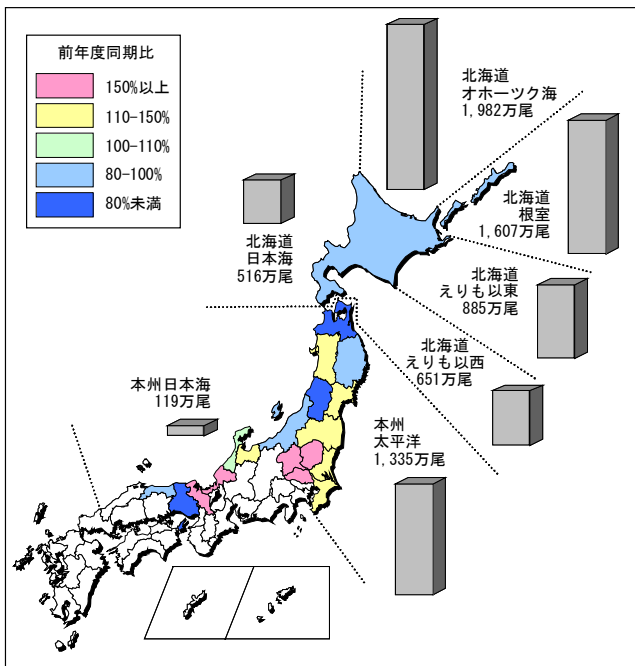 前年度同期比
150%以上
110-150%
100-110%
80-100%
80%未満
北海道
オホーツク海
1,982万尾
北海道
根室
1,607万尾
北海道
日本海
516万尾
北海道
えりも以東
885万尾
北海道
えりも以西
651万尾
本州日本海
119万尾
本州
太平洋
1,335万尾